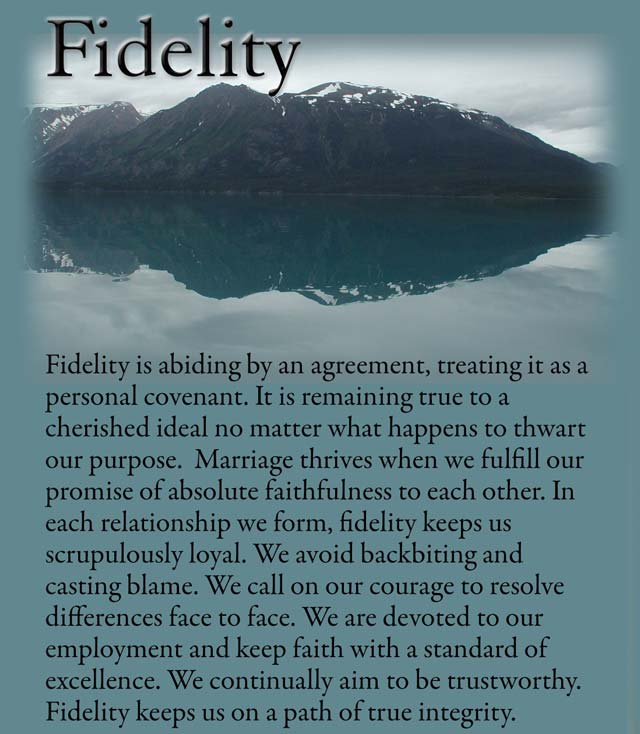 Fidelity
Fidelity is abiding by an agreement, treating it as a
personal covenant. It is remaining true to a
cherished ideal no matter what happens to thwart
our purpose.  Marriage thrives when we fulfill our
promise of absolute faithfulness to each other. In
each relationship we form, fidelity keeps us
scrupulously loyal. We avoid backbiting and
casting blame. We call on our courage to resolve
differences face to face. We are devoted to our
employment and keep faith with a standard of
excellence. We continually aim to be trustworthy.
Fidelity keeps us on a path of true integrity.